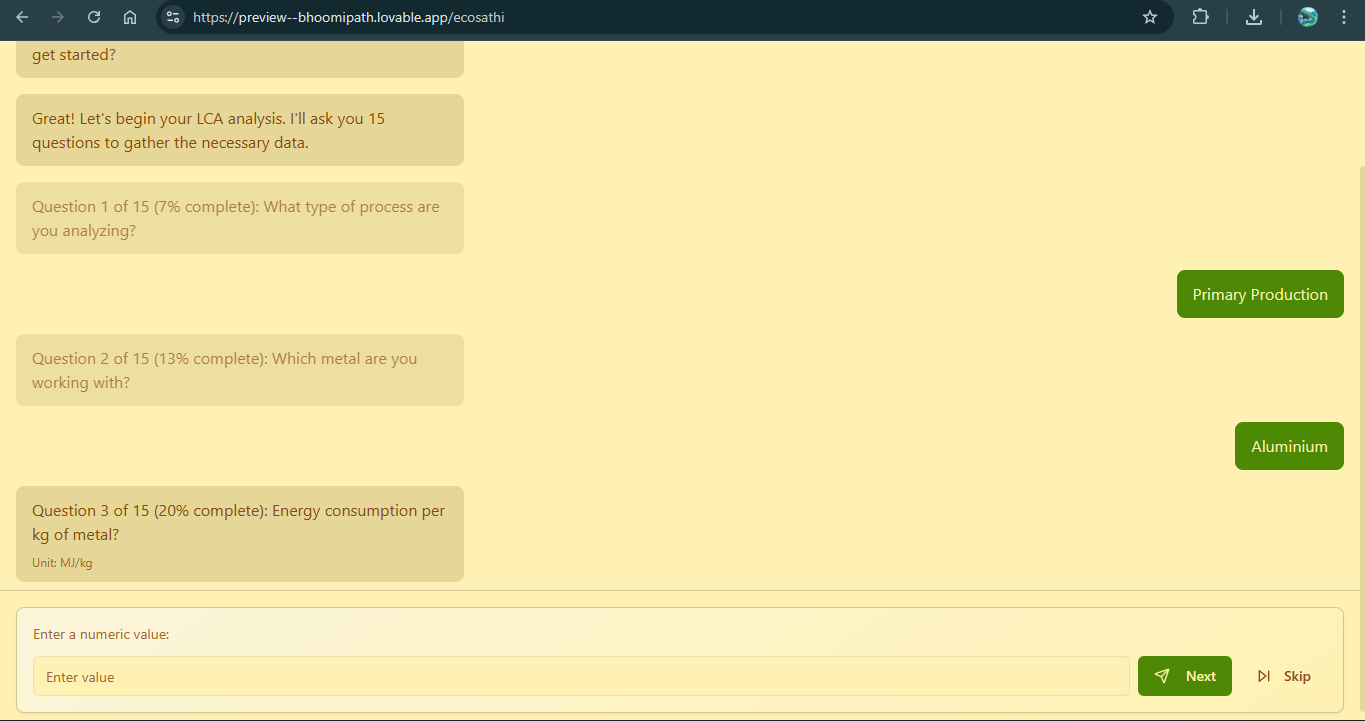 https://preview--bhoomipath.lovable.app/ecosathi
get started?
Great! Let's begin your LCA analysis. I'll ask you 15
questions to gather the necessary data.
Question 1 of 15 (7% complete): What type of process are
you analyzing?
Primary Production
Question 2 of 15 (13% complete): Which metal are you
working with?
Aluminium
Question 3 of 15 (20% complete): Energy consumption per
kg of metal?
Unit: MJ/kg
Enter a numeric value:
Enter value
Next
Skip